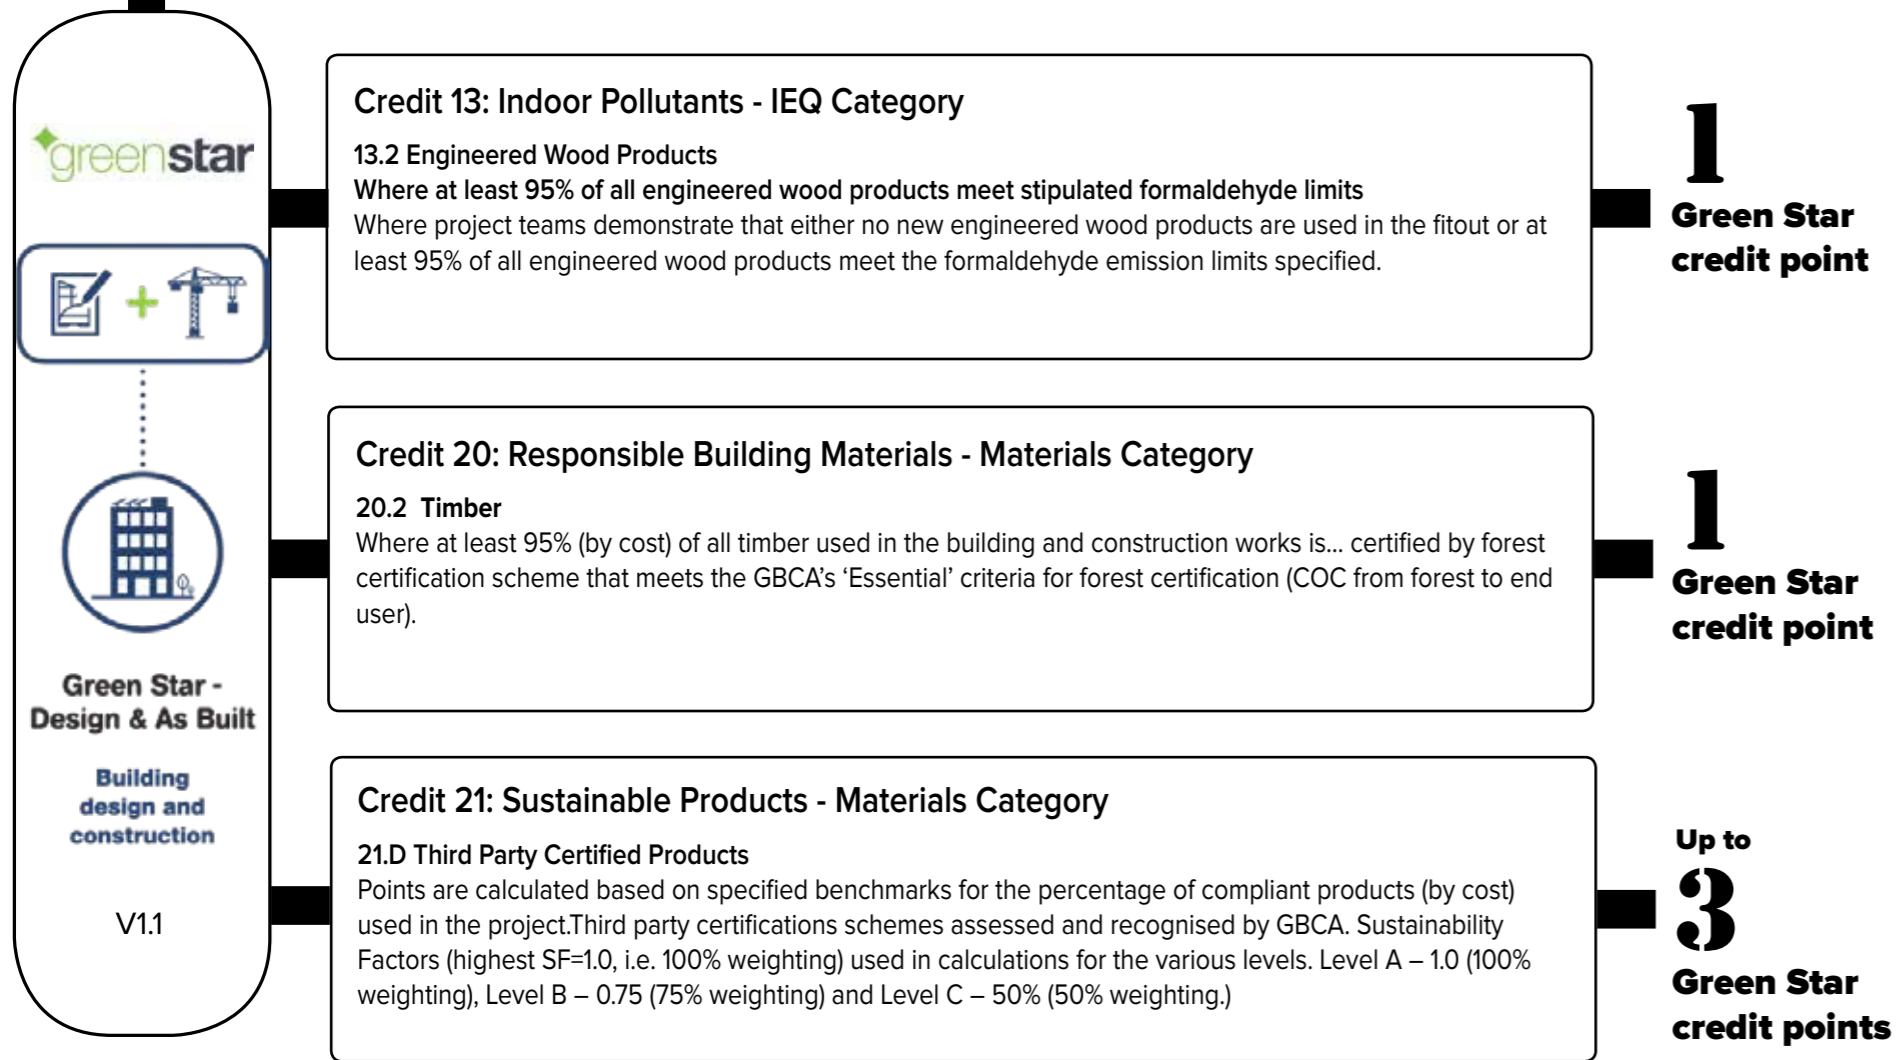 greenstar
Green Star -
Design & As Built
Building
design and
construction
V1.1
Credit 13: Indoor Pollutants - IEQ Category
13.2 Engineered Wood Products
Where at least 95% of all engineered wood products meet stipulated formaldehyde limits
Where project teams demonstrate that either no new engineered wood products are used in the fitout or at
least 95% of all engineered wood products meet the formaldehyde emission limits specified.
1
Green Star
credit point
Credit 20: Responsible Building Materials - Materials Category
20.2 Timber
Where at least 95% (by cost) of all timber used in the building and construction works is... certified by forest
certification scheme that meets the GBCA’s ‘Essential’ criteria for forest certification (COC from forest to end
user).
1
Green Star
credit point
Credit 21: Sustainable Products - Materials Category
21.D Third Party Certified Products
Points are calculated based on specified benchmarks for the percentage of compliant products (by cost)
used in the project.Third party certifications schemes assessed and recognised by GBCA. Sustainability
Factors (highest SF=1.0, i.e. 100% weighting) used in calculations for the various levels. Level A – 1.0 (100%
weighting), Level B – 0.75 (75% weighting) and Level C – 50% (50% weighting.)
Up to
3
Green Star
credit points